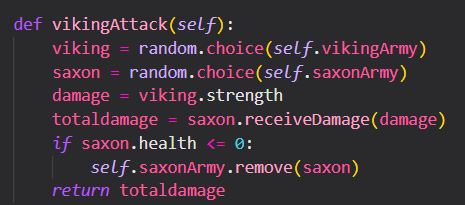 def vikingAttack(self):
    viking = random.choice(self.vikingArmy)
    saxon = random.choice(self.saxonArmy)
    damage = viking.strength
    totaldamage = saxon.receiveDamage(damage)
    if saxon.health <= 0:
        self.saxonArmy.remove(saxon)
    return totaldamage